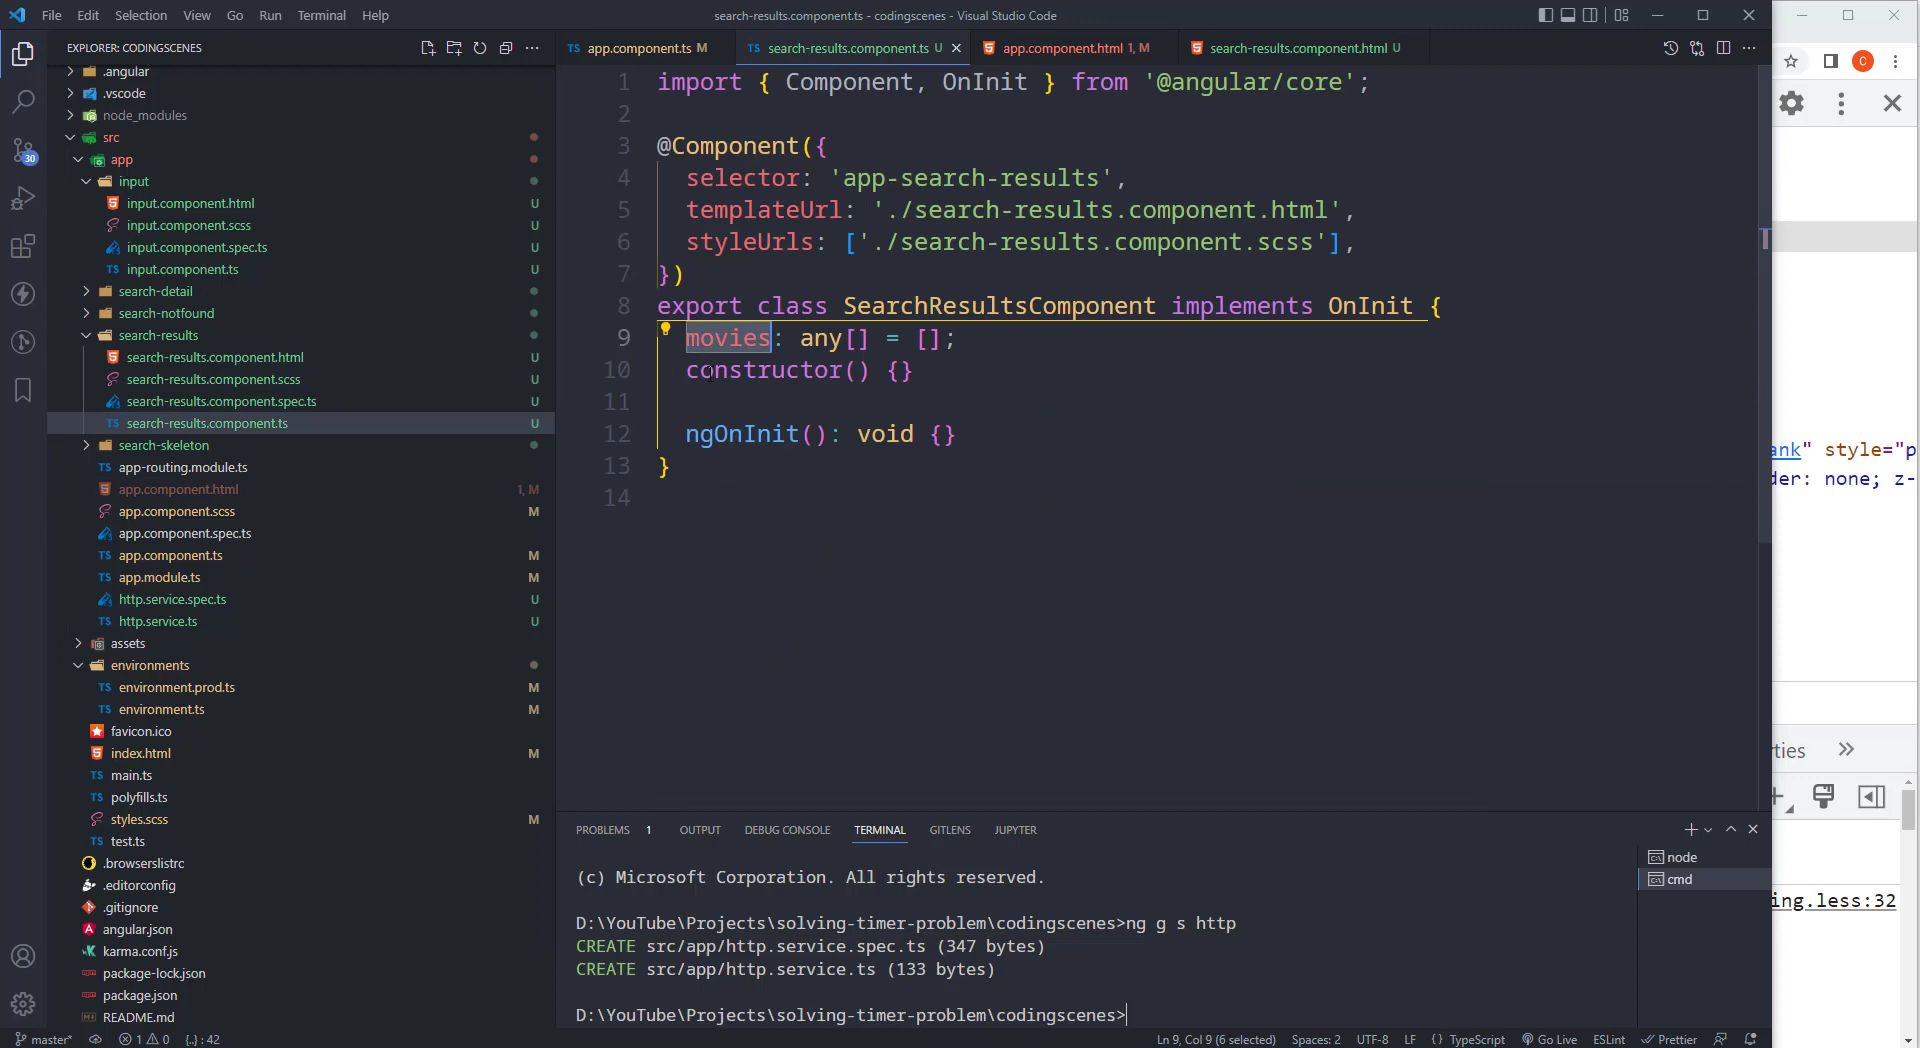 File Edit Selection View Go Run Terminal Help
search-results.component.ts - codingscenes - Visual Studio Code
EXPLORER: CODINGSCENES
app.component.ts M
search-results.component.ts U
app.component.html 1, M
search-results.component.html U
.angular
.vscode
node_modules
src
app
input
input.component.html U
input.component.scss U
input.component.spec.ts U
input.component.ts U
search-detail
search-notfound
search-results
search-results.component.html U
search-results.component.scss U
search-results.component.spec.ts U
search-results.component.ts U
search-skeleton
app-routing.module.ts
app.component.html 1, M
app.component.scss M
app.component.spec.ts
app.component.ts M
app.module.ts M
http.service.spec.ts U
http.service.ts U
assets
environments
environment.prod.ts M
environment.ts M
favicon.ico
index.html M
main.ts
polyfills.ts
styles.scss M
test.ts
.browserslistrc
.editorconfig
.gitignore
angular.json
karma.conf.js
package-lock.json
package.json
README.md
30
1 import { Component, OnInit } from '@angular/core';
2
3 @Component({
4 selector: 'app-search-results',
5 templateUrl: './search-results.component.html',
6 styleUrls: ['./search-results.component.scss'],
7 })
8 export class SearchResultsComponent implements OnInit {
9 movies: any[] = [];
10 constructor() {}
11
12 ngOnInit(): void {}
13 }
14
PROBLEMS 1 OUTPUT DEBUG CONSOLE TERMINAL GITLENS JUPYTER
(c) Microsoft Corporation. All rights reserved.
D:\YouTube\Projects\solving-timer-problem\codingscenes>ng g s http
CREATE src/app/http.service.spec.ts (347 bytes)
CREATE src/app/http.service.ts (133 bytes)
D:\YouTube\Projects\solving-timer-problem\codingscenes>
node
cmd
C
ank" style="p
der: none; z-
ties
ing.less:32
master* 1 0 {..} : 42
Ln 9, Col 9 (6 selected) Spaces: 2 UTF-8 LF { } TypeScript Go Live ESLint Prettier